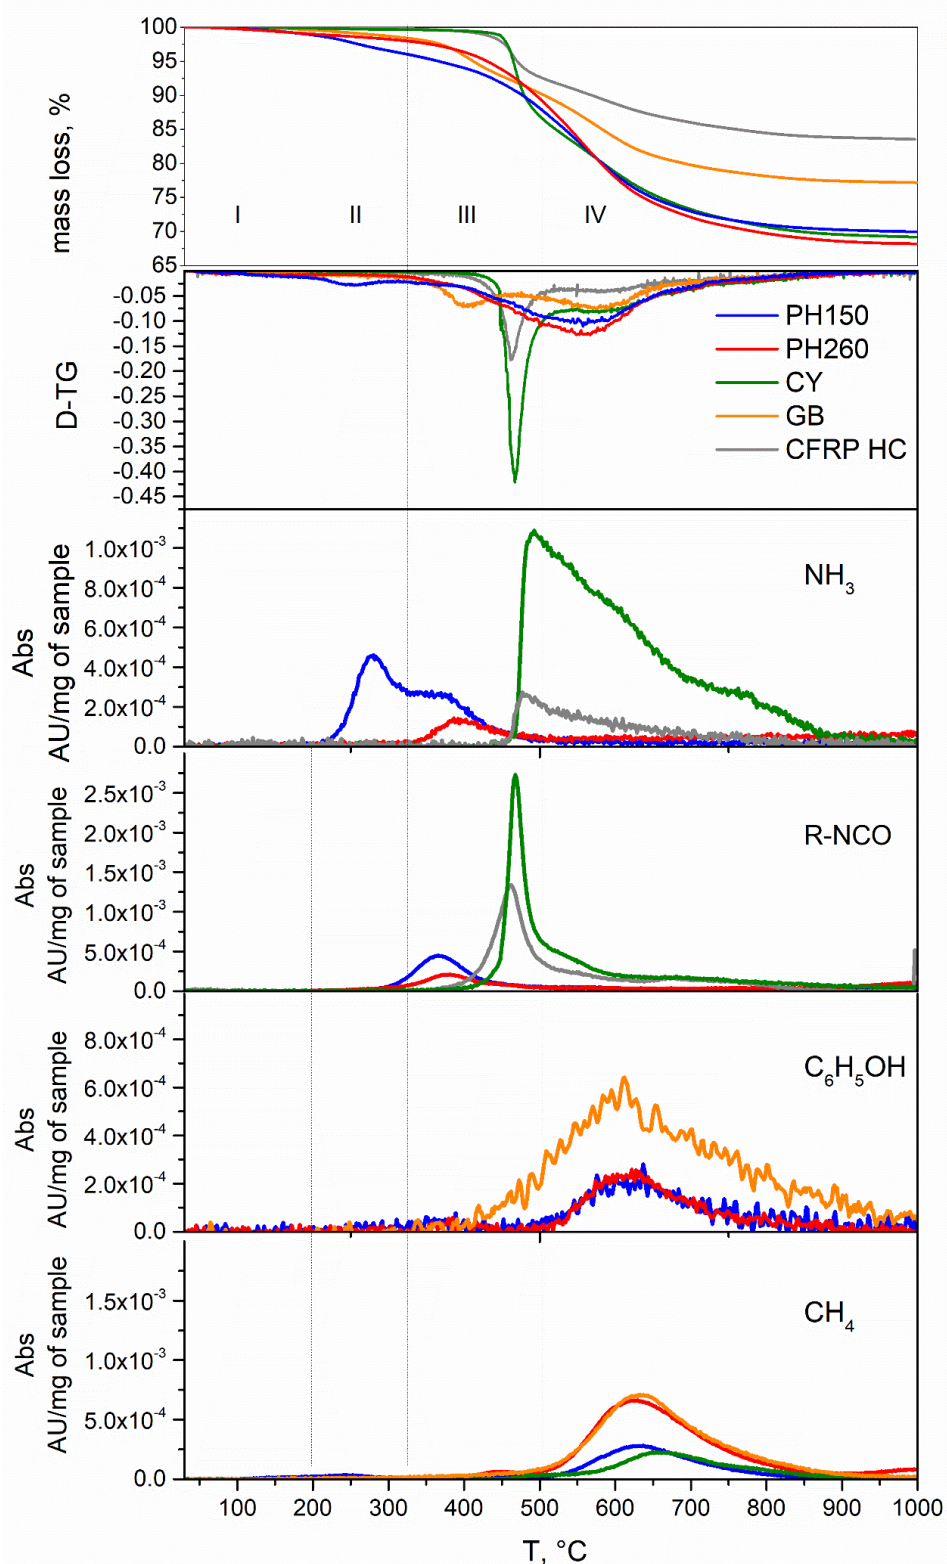 mass loss, %
100
95
90
85
80
75
70
65
I II III IV
D-TG
-0.05
-0.10
-0.15
-0.20
-0.25
-0.30
-0.35
-0.40
-0.45
PH150
PH260
CY
GB
CFRP HC
Abs
AU/mg of sample
1.0x10⁻³
8.0x10⁻⁴
6.0x10⁻⁴
4.0x10⁻⁴
2.0x10⁻⁴
0.0
NH₃
Abs
AU/mg of sample
2.5x10⁻³
2.0x10⁻³
1.5x10⁻³
1.0x10⁻³
5.0x10⁻⁴
0.0
R-NCO
Abs
AU/mg of sample
8.0x10⁻⁴
6.0x10⁻⁴
4.0x10⁻⁴
2.0x10⁻⁴
0.0
C₆H₅OH
Abs
AU/mg of sample
1.5x10⁻³
1.0x10⁻³
5.0x10⁻⁴
0.0
CH₄
100 200 300 400 500 600 700 800 900 1000
T, °C